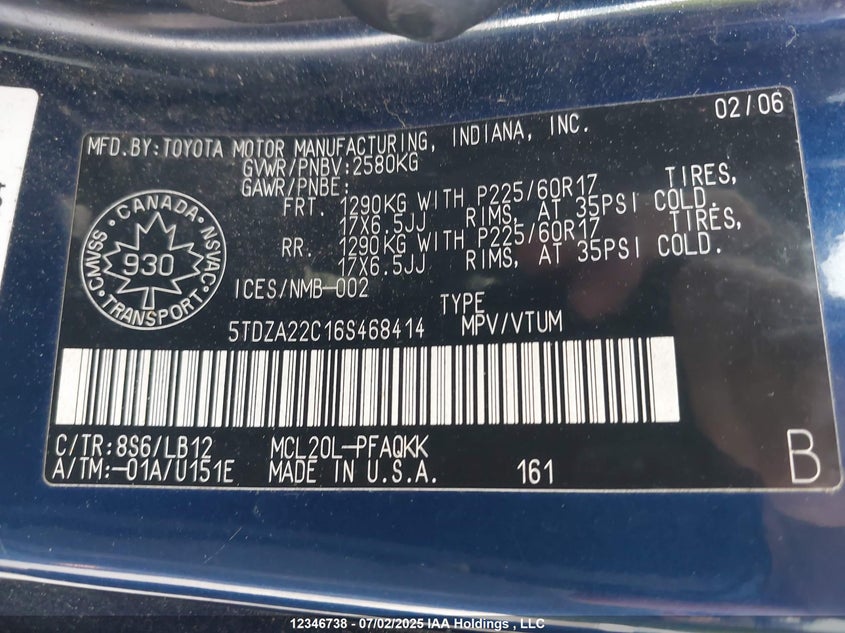 02/06
MFD.BY:TOYOTA MOTOR MANUFACTURING, INDIANA, INC.
GVWR/PNBV:2580KG
GAWR/PNBE:
FRT. 1290KG WITH P225/60R17 TIRES,
17X6.5JJ RIMS, AT 35PSI COLD.
RR. 1290KG WITH P225/60R17 TIRES,
17X6.5JJ RIMS, AT 35PSI COLD.
CMVSS CANADA NSVAC
930
TRANSPORT
ICES/NMB-002
TYPE
5TDZA22C16S468414 MPV/VTUM
C/TR:8S6/LB12 MCL20L-PFAQKK
A/TM:-01A/U151E MADE IN U.S.A. 161 B
12346738 - 07/02/2025 IAA Holdings , LLC